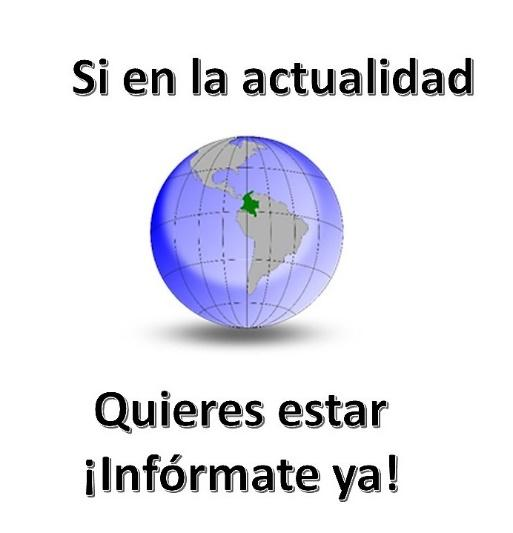 Si en la actualidad
Quieres estar
¡Infórmate ya!